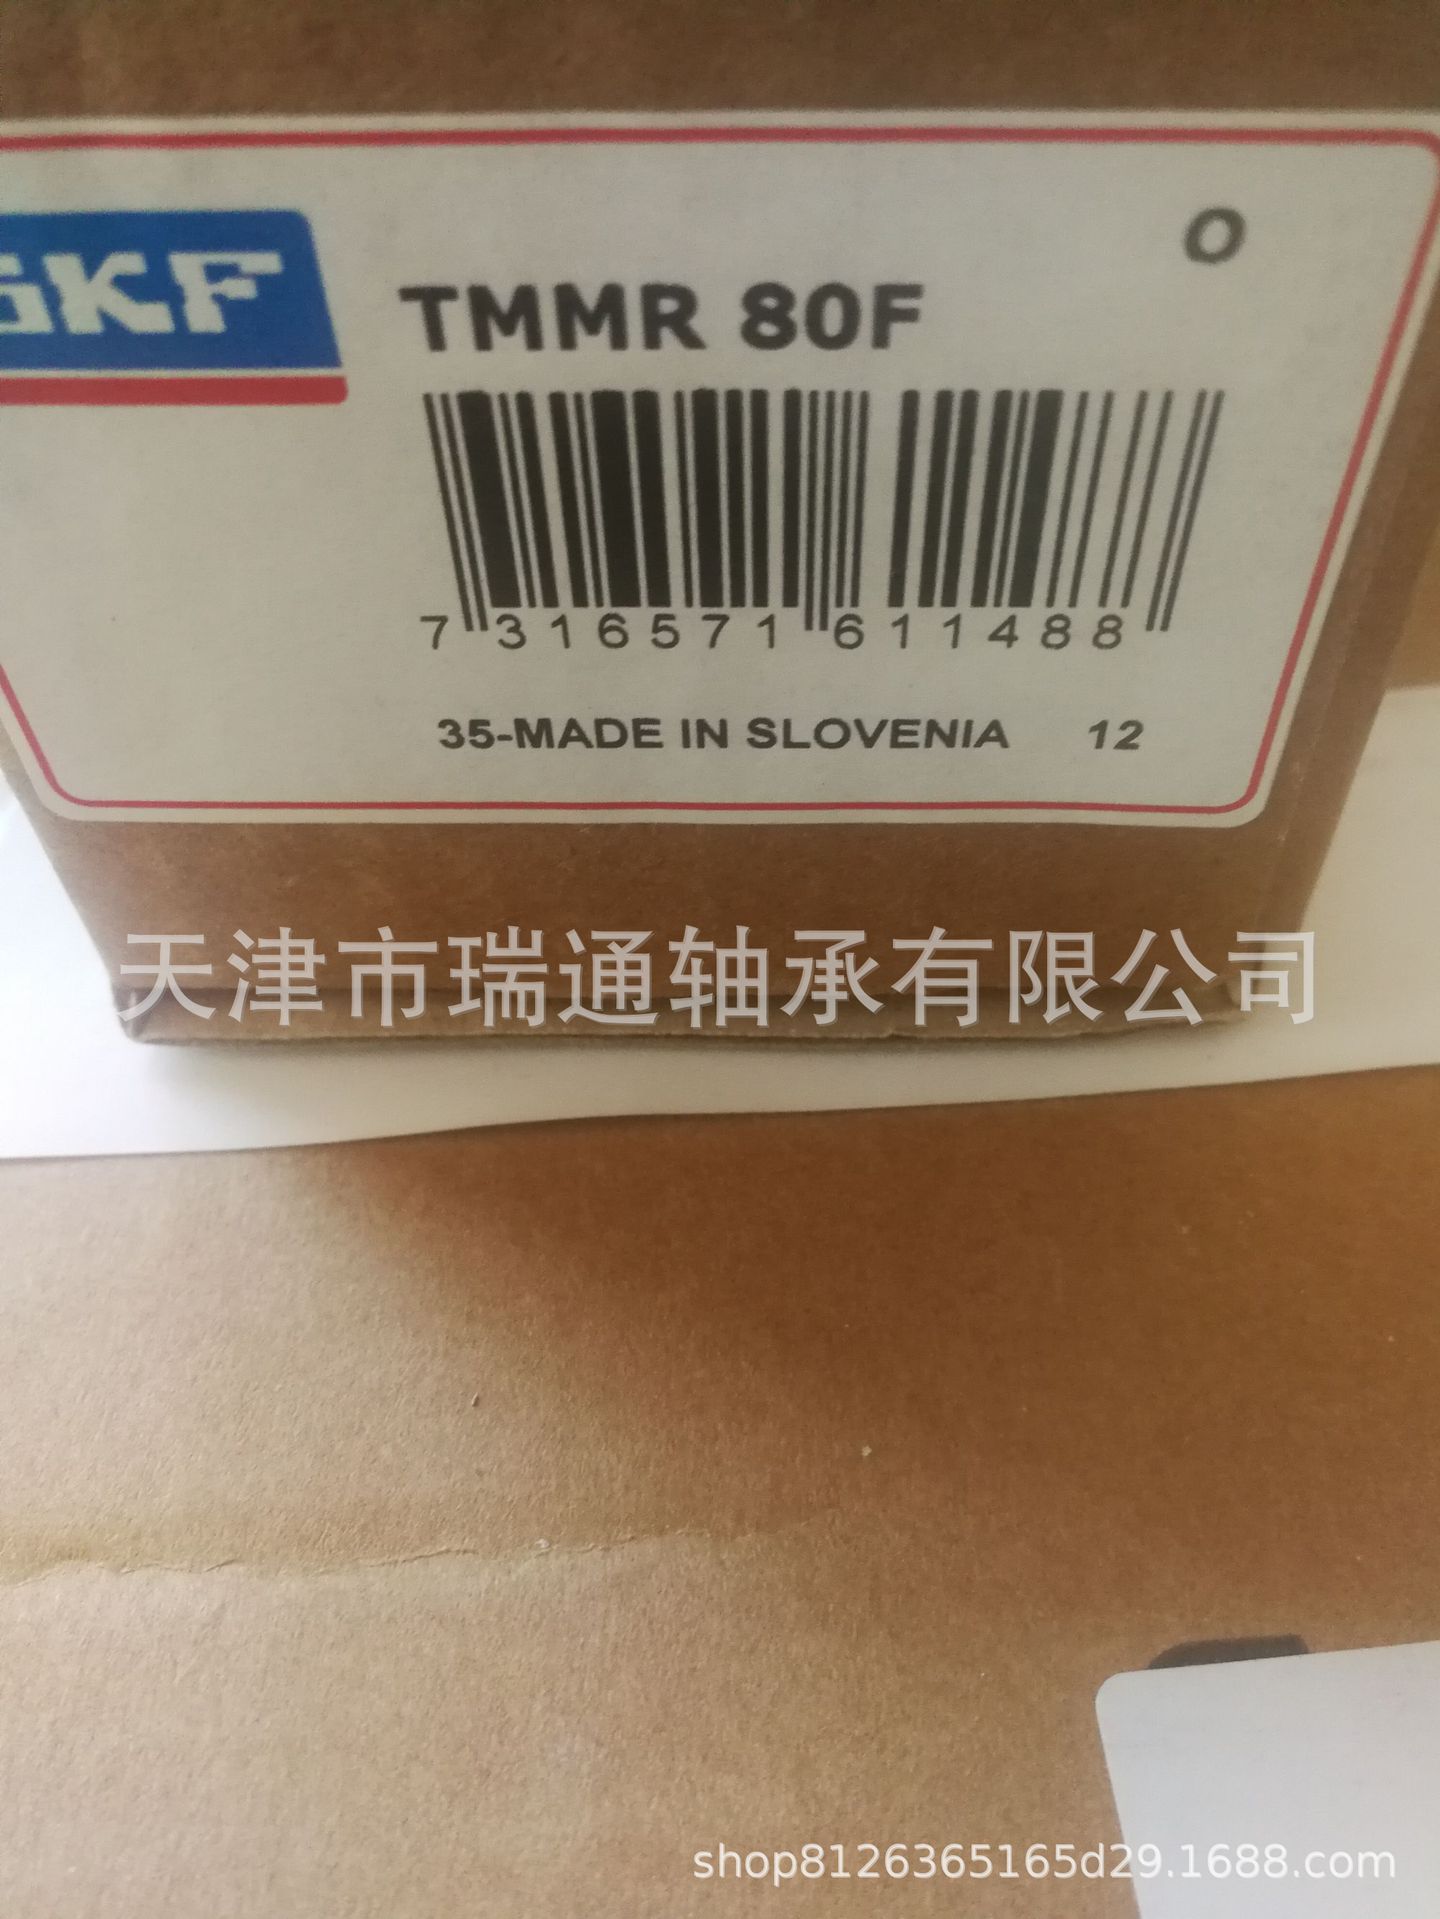 O
SKF
TMMR 80F
7 316571 611488
35-MADE IN SLOVENIA 12
天津市瑞通轴承有限公司
shop8126365165d29.1688.com